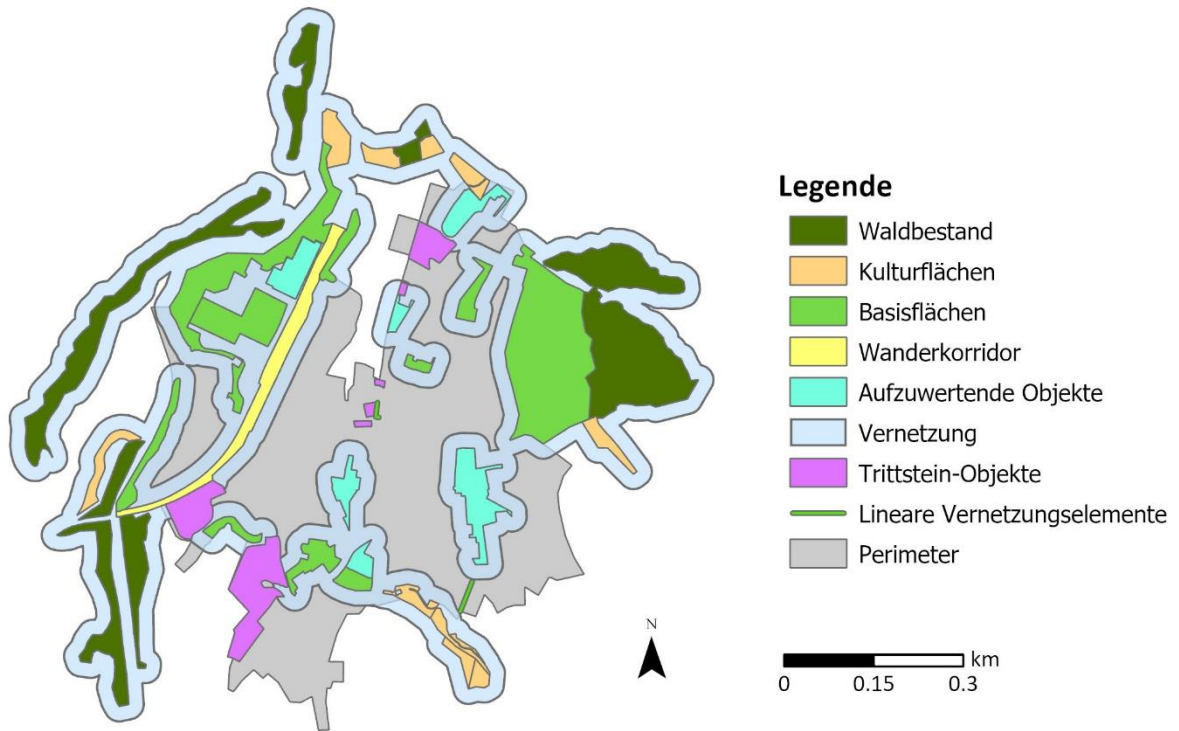 Legende
Waldbestand
Kulturflächen
Basisflächen
Wanderkorridor
Aufzuwertende Objekte
Vernetzung
Trittstein-Objekte
Lineare Vernetzungselemente
Perimeter
N
km
0 0.15 0.3